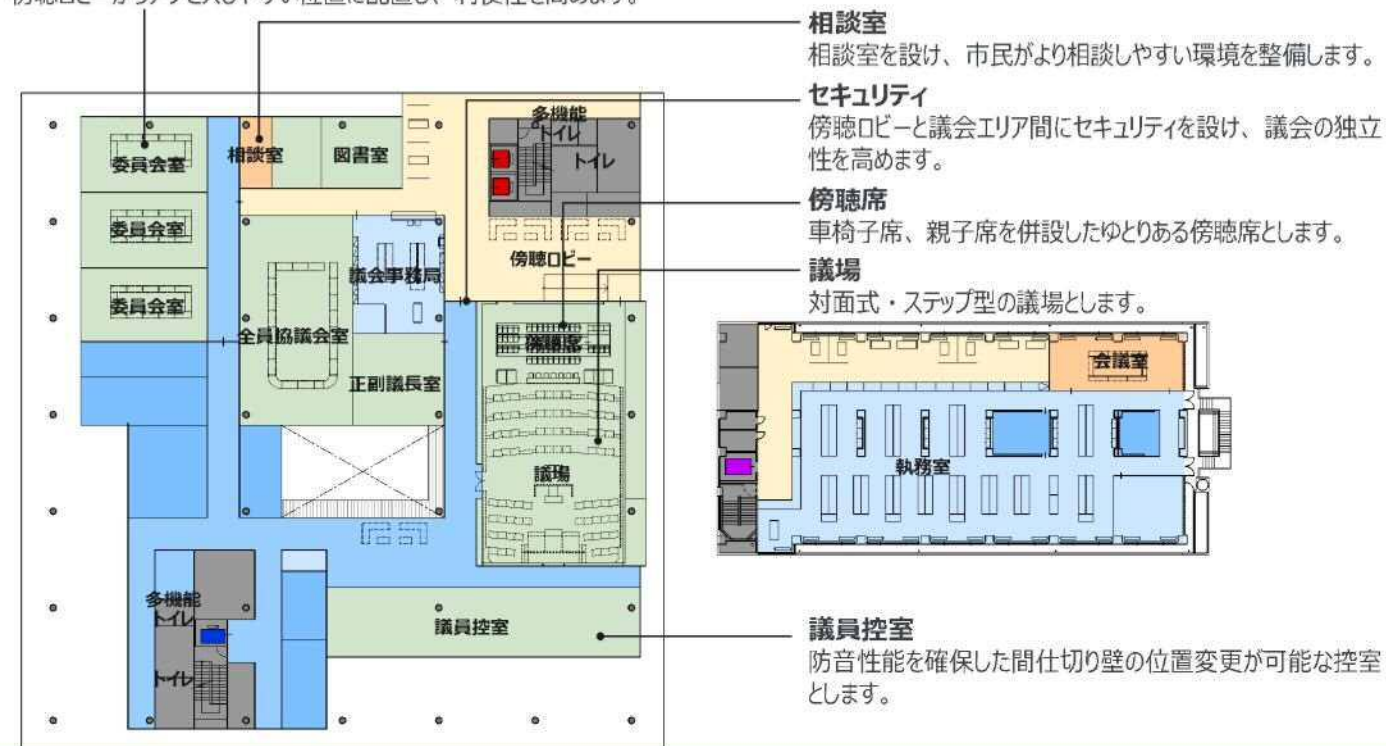 傍聴ロビーからアクセスしやすい位置に配置し、利便性を高めます。
相談室
相談室を設け、市民がより相談しやすい環境を整備します。
セキュリティ
傍聴ロビーと議会エリア間にセキュリティを設け、議会の独立
性を高めます。
傍聴席
車椅子席、親子席を併設したゆとりある傍聴席とします。
議場
対面式・ステップ型の議場とします。
多機能
トイレ
トイレ
委員会室
相談室
図書室
委員会室
傍聴ロビー
議会事務局
委員会室
全員協議会室
傍聴席
正副議長室
議場
会議室
執務室
多機能
トイレ
トイレ
議員控室
議員控室
防音性能を確保した間仕切り壁の位置変更が可能な控室
とします。